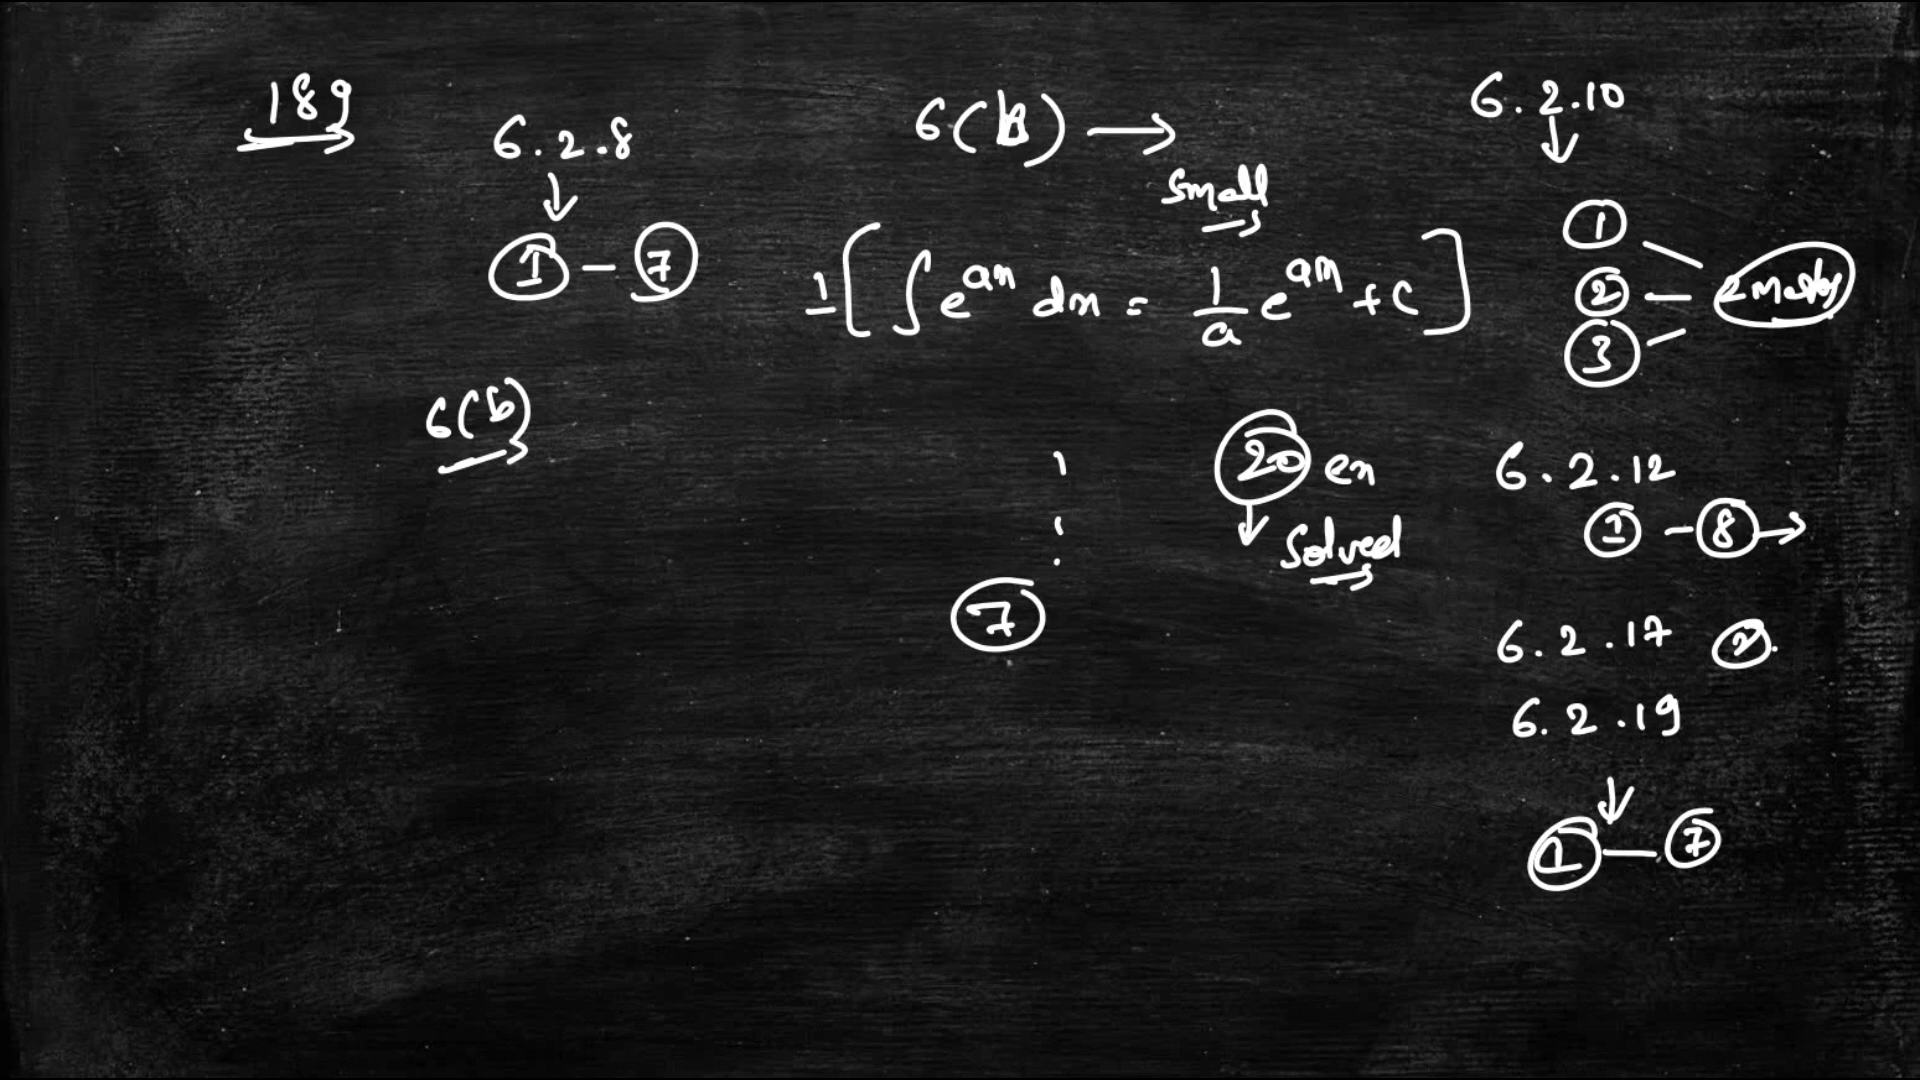 189
6.2.8
↓
① - ⑦
6(b)
6(b) →
small
1 [ ∫ e^{ax} dx = 1/a e^{ax} + c ]
⑦
20 ex
↓ Solved
6.2.10
↓
①
② - 2 marks
③
6.2.12
① - ⑧ →
6.2.17 ②.
6.2.19
↓
① - ⑦